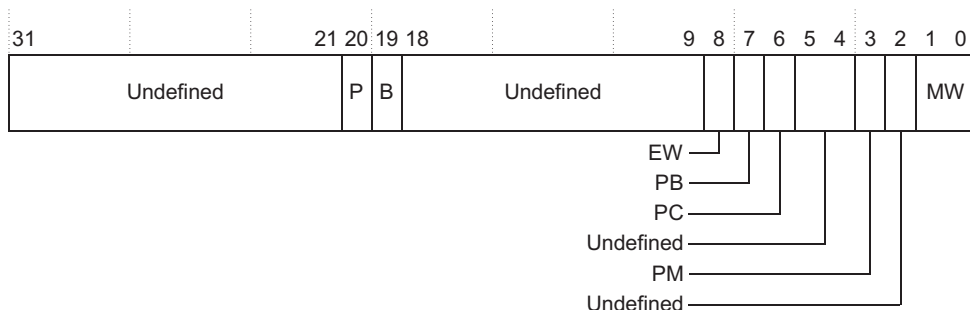 31 21 20 19 18 9 8 7 6 5 4 3 2 1 0
Undefined P B Undefined MW
EW
PB
PC
Undefined
PM
Undefined